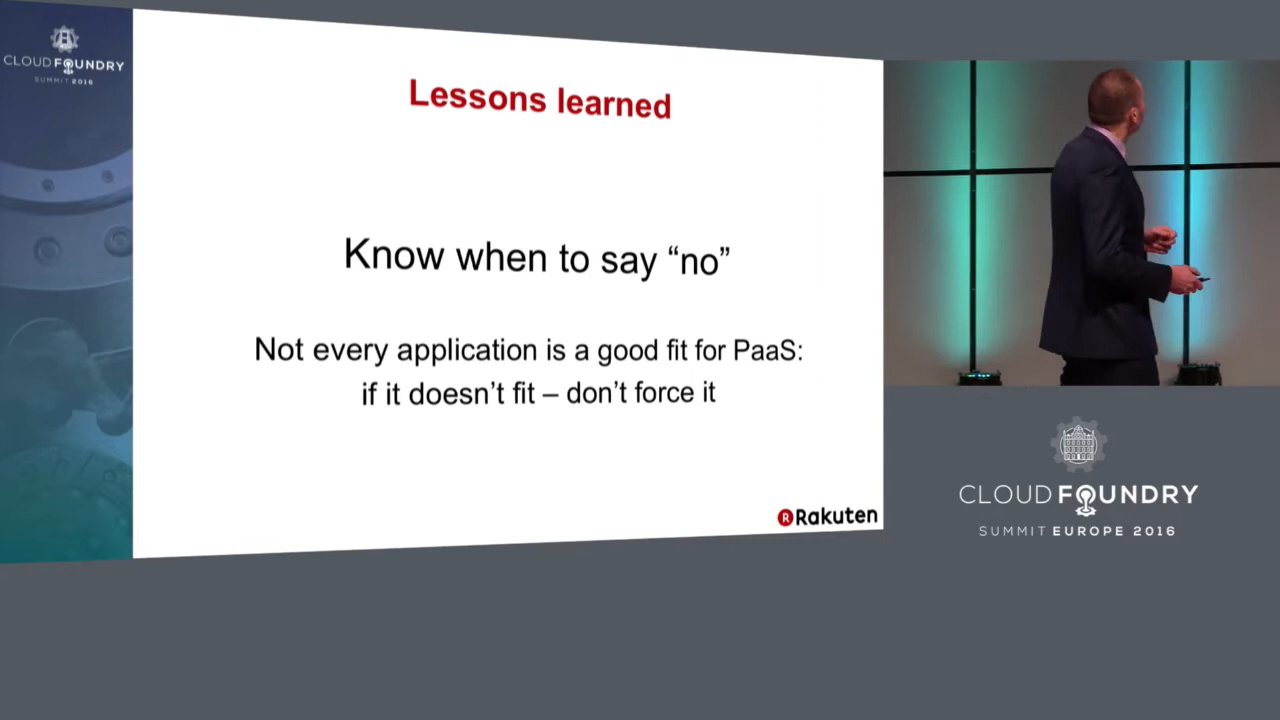 CLOUD FOUNDRY
SUMMIT 2016
Lessons learned
Know when to say “no”
Not every application is a good fit for PaaS:
if it doesn’t fit – don’t force it
R Rakuten
CLOUD FOUNDRY
SUMMIT EUROPE 2016